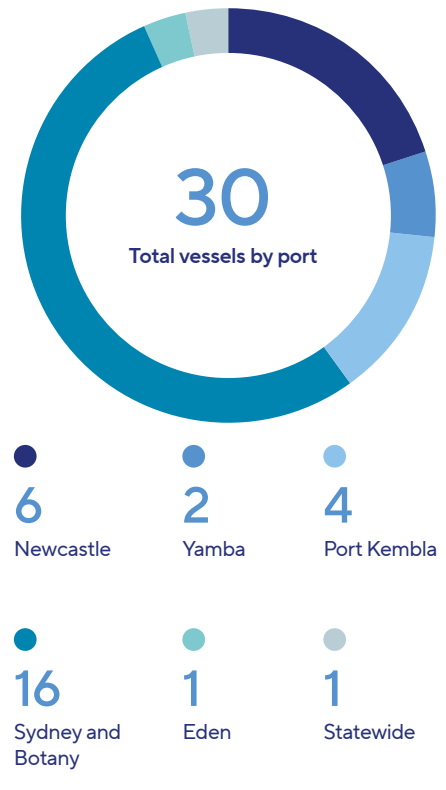 30
Total vessels by port
6
Newcastle
2
Yamba
4
Port Kembla
16
Sydney and
Botany
1
Eden
1
Statewide